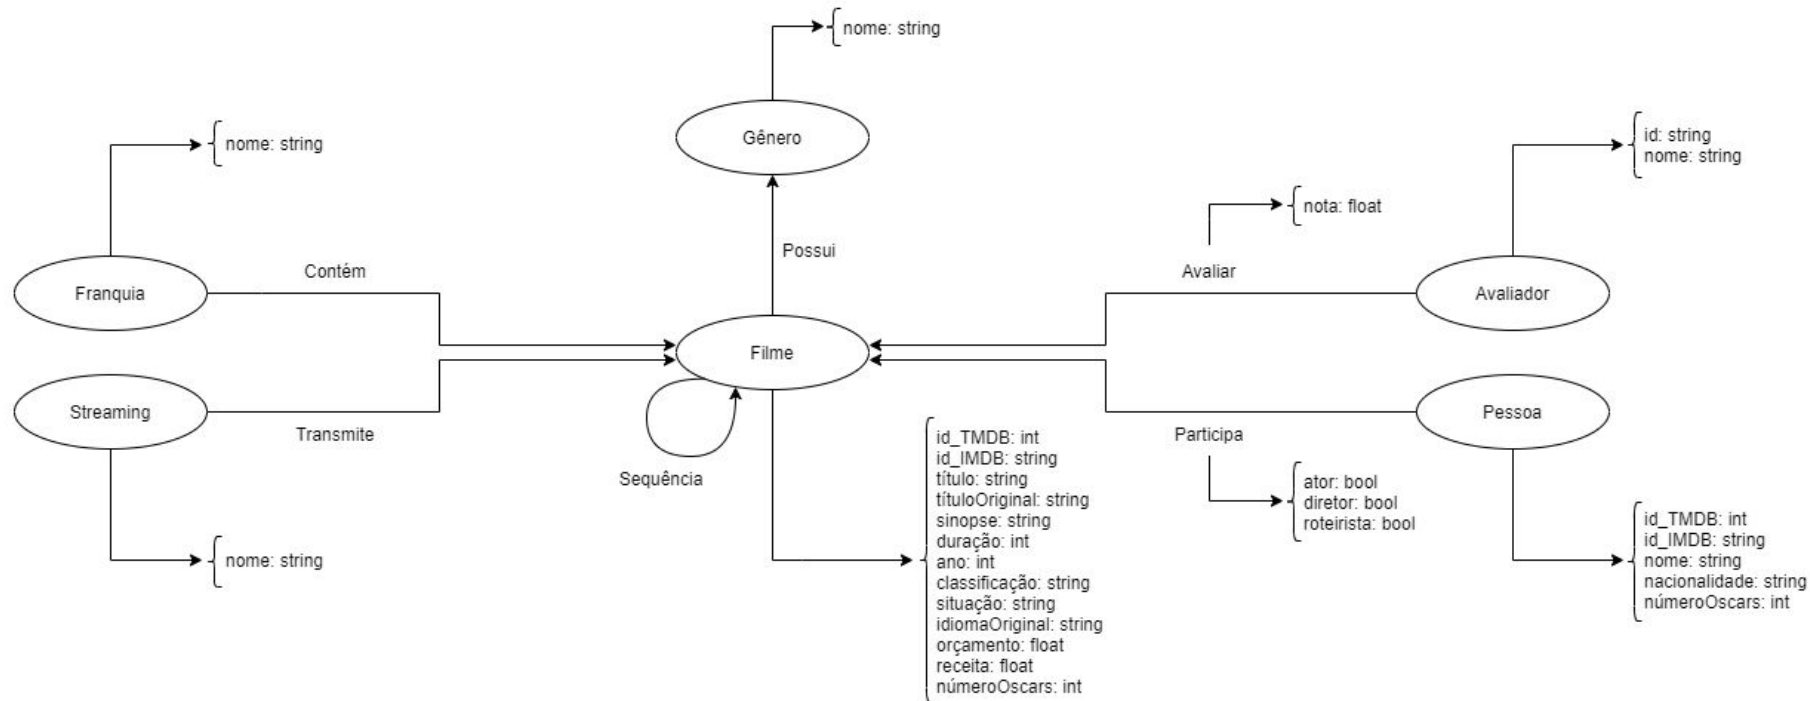 nome: string
Gênero
nome: string
id: string
nome: string
nota: float
Possui
Contém
Avaliar
Franquia
Avaliador
Filme
Streaming
Pessoa
Transmite
Participa
Sequência
id_TMDB: int
id_IMDB: string
título: string
títuloOriginal: string
sinopse: string
duração: int
ano: int
classificação: string
situação: string
idiomaOriginal: string
orçamento: float
receita: float
númeroOscars: int
ator: bool
diretor: bool
roteirista: bool
nome: string
id_TMDB: int
id_IMDB: string
nome: string
nacionalidade: string
númeroOscars: int